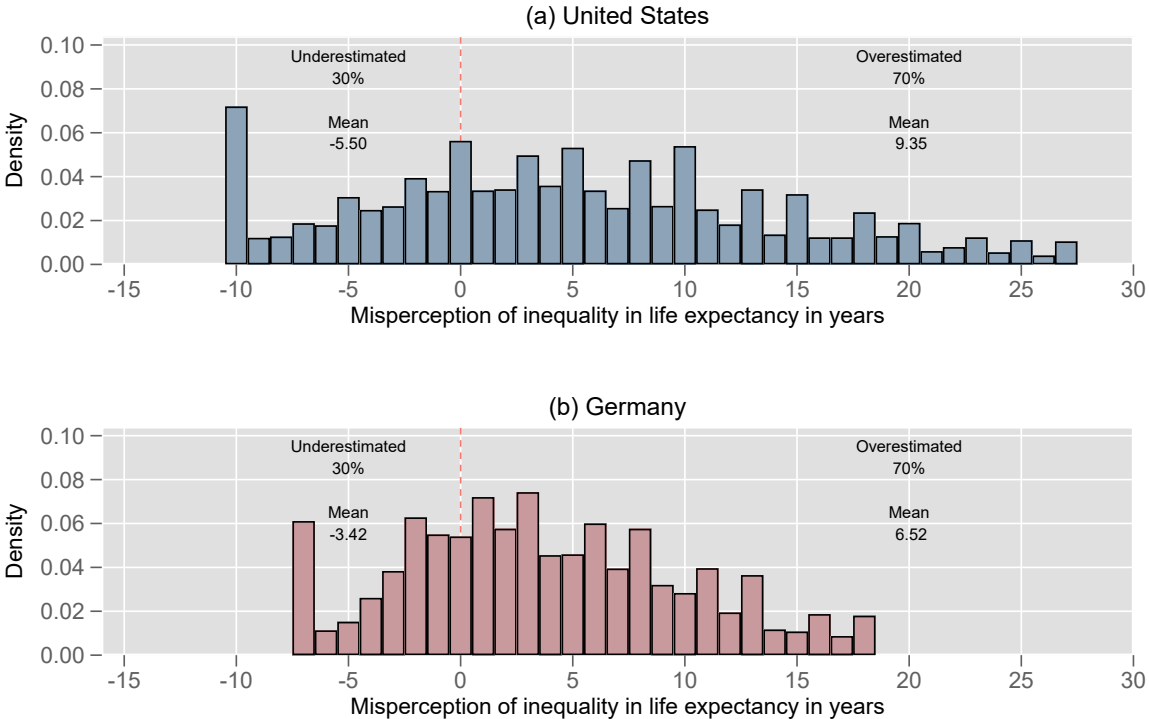 (a) United States
0.10
0.08
0.06
0.04
0.02
0.00
Density
Underestimated
30%
Mean
-5.50
Overestimated
70%
Mean
9.35
-15 -10 -5 0 5 10 15 20 25 30
Misperception of inequality in life expectancy in years
(b) Germany
0.10
0.08
0.06
0.04
0.02
0.00
Density
Underestimated
30%
Mean
-3.42
Overestimated
70%
Mean
6.52
-15 -10 -5 0 5 10 15 20 25 30
Misperception of inequality in life expectancy in years